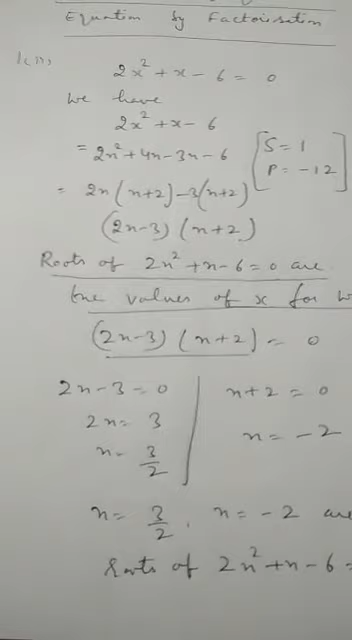 Equation by Factorisation
1.(ii)
2x² + x - 6 = 0
We have
2x² + x - 6
= 2x² + 4x - 3x - 6 [S = 1
P = -12]
= 2x(x+2) - 3(x+2)
(2x-3)(x+2)
Roots of 2x² + x - 6 = 0 are
the values of x for w
(2x-3)(x+2) = 0
2x - 3 = 0 | x + 2 = 0
2x = 3
x = -2
x = 3/2
x = 3/2, x = -2 are
Roots of 2x² + x - 6 =